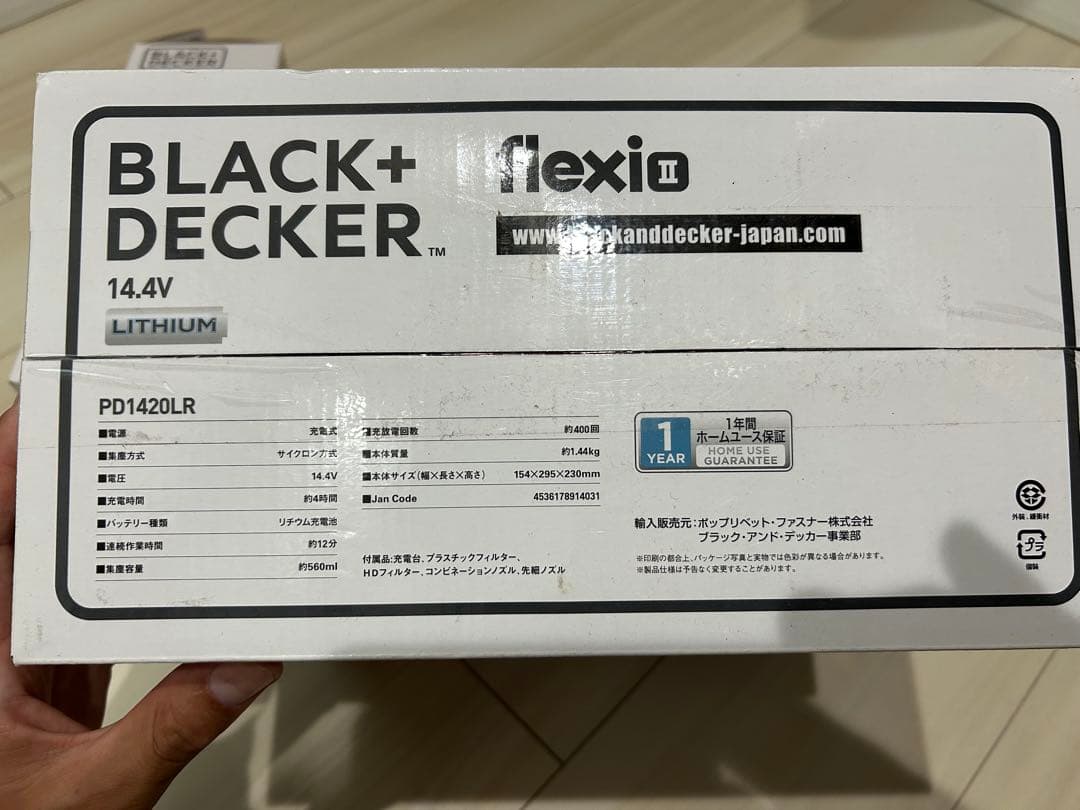 BLACK+
DECKER
BLACK+
DECKER™
14.4V
LITHIUM
flexio II
kanddecker-japan.com
PD1420LR
■電源 充電式
■集塵方式 サイクロン方式
■電圧 14.4V
■充電時間 約4時間
■バッテリー種類 リチウム充電池
■連続作業時間 約12分
■集塵容量 約560ml
■充放電回数 約400回
■本体質量 約1.44kg
■本体サイズ(幅×長さ×高さ) 154×295×230mm
■Jan Code 4536178914031
付属品:充電台、プラスチックフィルター、
HDフィルター、コンビネーションノズル、先細ノズル
1 YEAR
1年間
ホームユース保証
HOME USE
GUARANTEE
輸入販売元:ポップリベット・ファスナー株式会社
ブラック・アンド・デッカー事業部
※印刷の都合上、パッケージ写真と実物では色彩が異なる場合があります。
※製品仕様は予告なく変更することがあります。
外装、緩衝材
プラ
個装